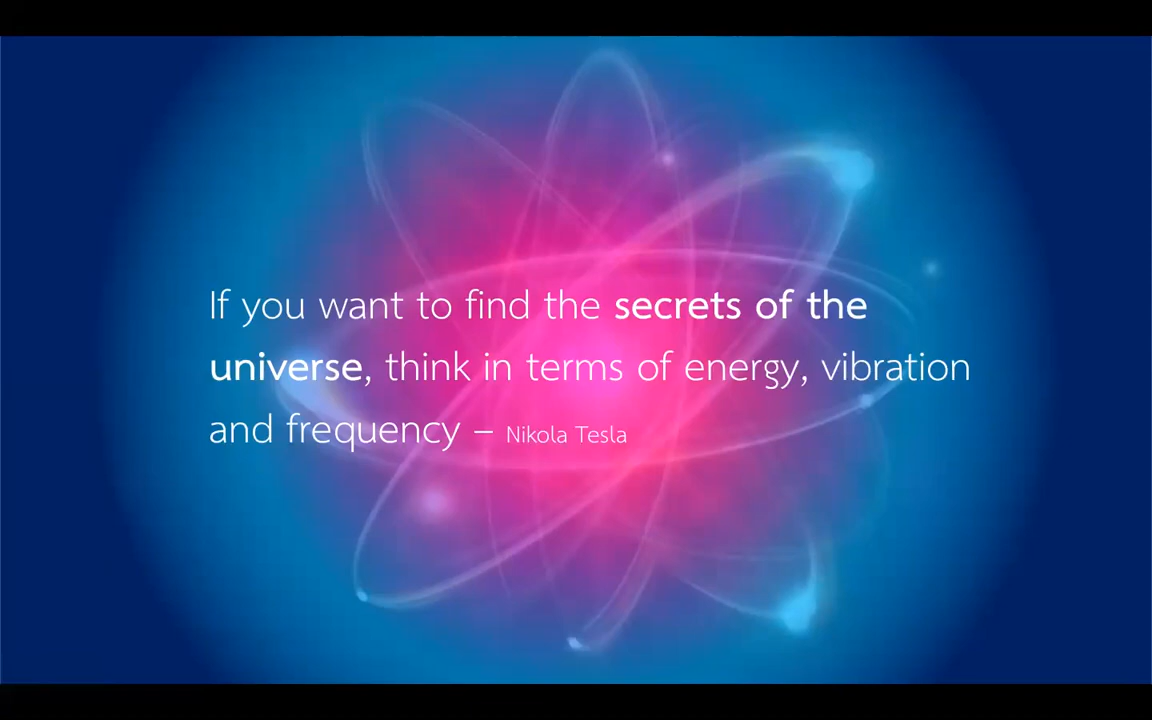 If you want to find the secrets of the
universe, think in terms of energy, vibration
and frequency – Nikola Tesla